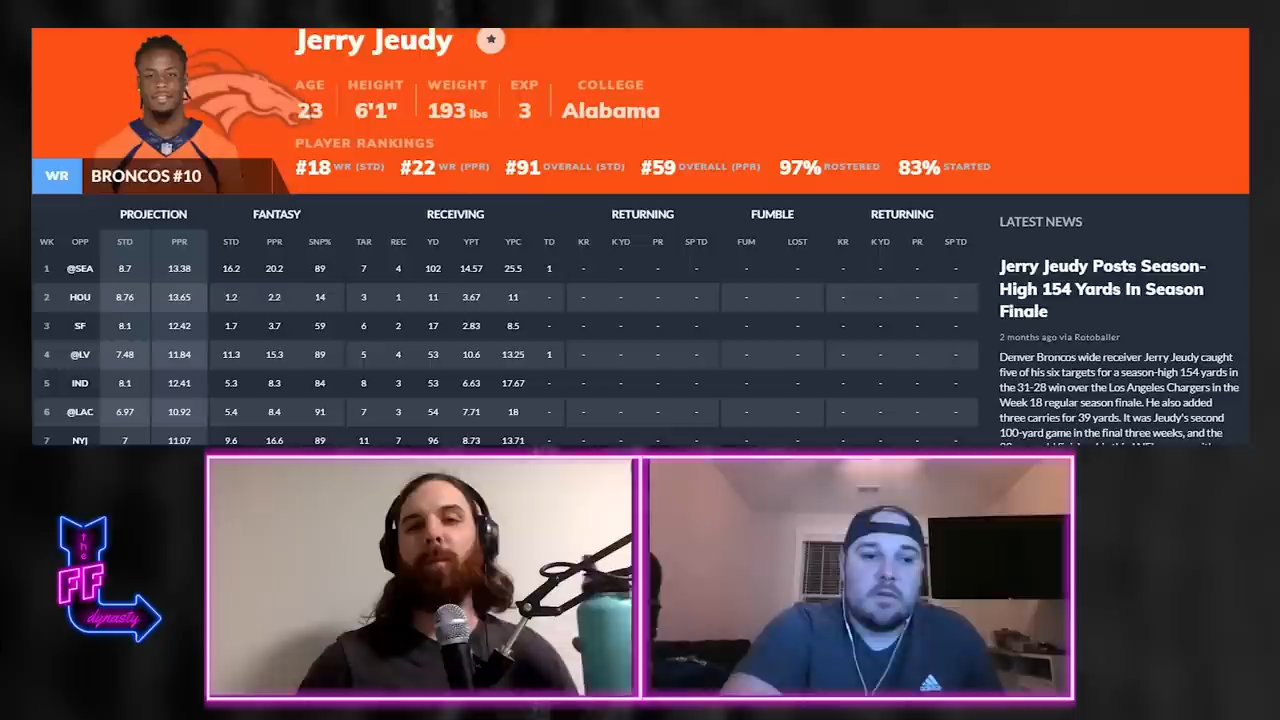 Jerry Jeudy
AGE HEIGHT WEIGHT EXP COLLEGE
23 6'1" 193 lbs 3 Alabama
PLAYER RANKINGS
#18 WR (STD) #22 WR (PPR) #91 OVERALL (STD) #59 OVERALL (PPR) 97% ROSTERED 83% STARTED
WR BRONCOS #10
PROJECTION FANTASY RECEIVING RETURNING FUMBLE RETURNING
WK OPP STD PPR STD PPR SNP% TAR REC YD YPT YPC TD KR K YD PR SP TD FUM LOST KR K YD PR SP TD
1 @SEA 8.7 13.38 16.2 20.2 89 7 4 102 14.57 25.5 1 - - - - - - - - - -
2 HOU 8.76 13.65 1.2 2.2 14 3 1 11 3.67 11 - - - - - - - - - - -
3 SF 8.1 12.42 1.7 3.7 59 6 2 17 2.83 8.5 - - - - - - - - - - -
4 @LV 7.48 11.84 11.3 15.3 89 5 4 53 10.6 13.25 1 - - - - - - - - - -
5 IND 8.1 12.41 5.3 8.3 84 8 3 53 6.63 17.67 - - - - - - - - - - -
6 @LAC 6.97 10.92 5.4 8.4 91 7 3 54 7.71 18 - - - - - - - - - - -
7 NYJ 7 11.07 9.6 16.6 89 11 7 96 8.73 13.71 - - - - - - - - - - -
LATEST NEWS
Jerry Jeudy Posts Season-
High 154 Yards In Season
Finale
2 months ago via Rotoballer
Denver Broncos wide receiver Jerry Jeudy caught
five of his six targets for a season-high 154 yards in
the 31-28 win over the Los Angeles Chargers in the
Week 18 regular season finale. He also added
three carries for 39 yards. It was Jeudy's second
100-yard game in the final three weeks, and the
the
FF
dynasty